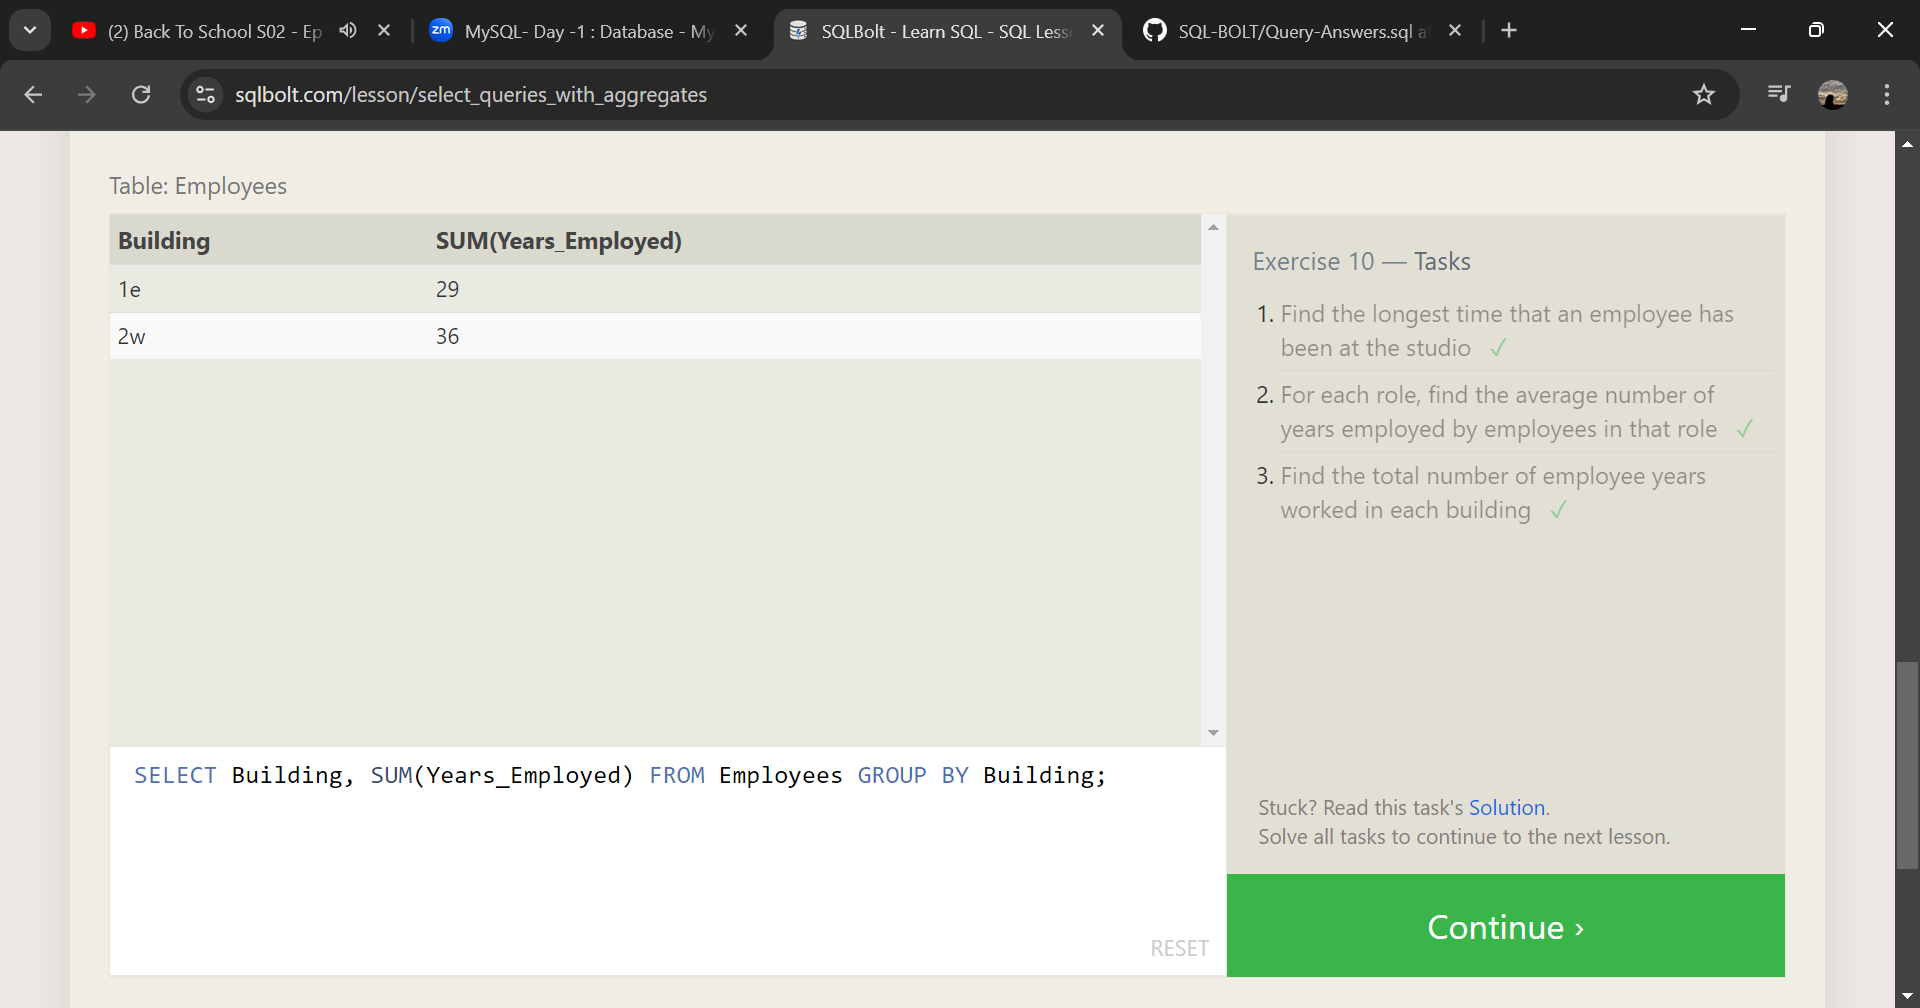 (2) Back To School S02 - Ep
zm
MySQL- Day -1 : Database - My
SQLBolt - Learn SQL - SQL Less
SQL-BOLT/Query-Answers.sql a
sqlbolt.com/lesson/select_queries_with_aggregates
Table: Employees
Building SUM(Years_Employed)
1e 29
2w 36
SELECT Building, SUM(Years_Employed) FROM Employees GROUP BY Building;
RESET
Exercise 10 — Tasks
1. Find the longest time that an employee has
been at the studio ✓
2. For each role, find the average number of
years employed by employees in that role ✓
3. Find the total number of employee years
worked in each building ✓
Stuck? Read this task's Solution.
Solve all tasks to continue to the next lesson.
Continue ›